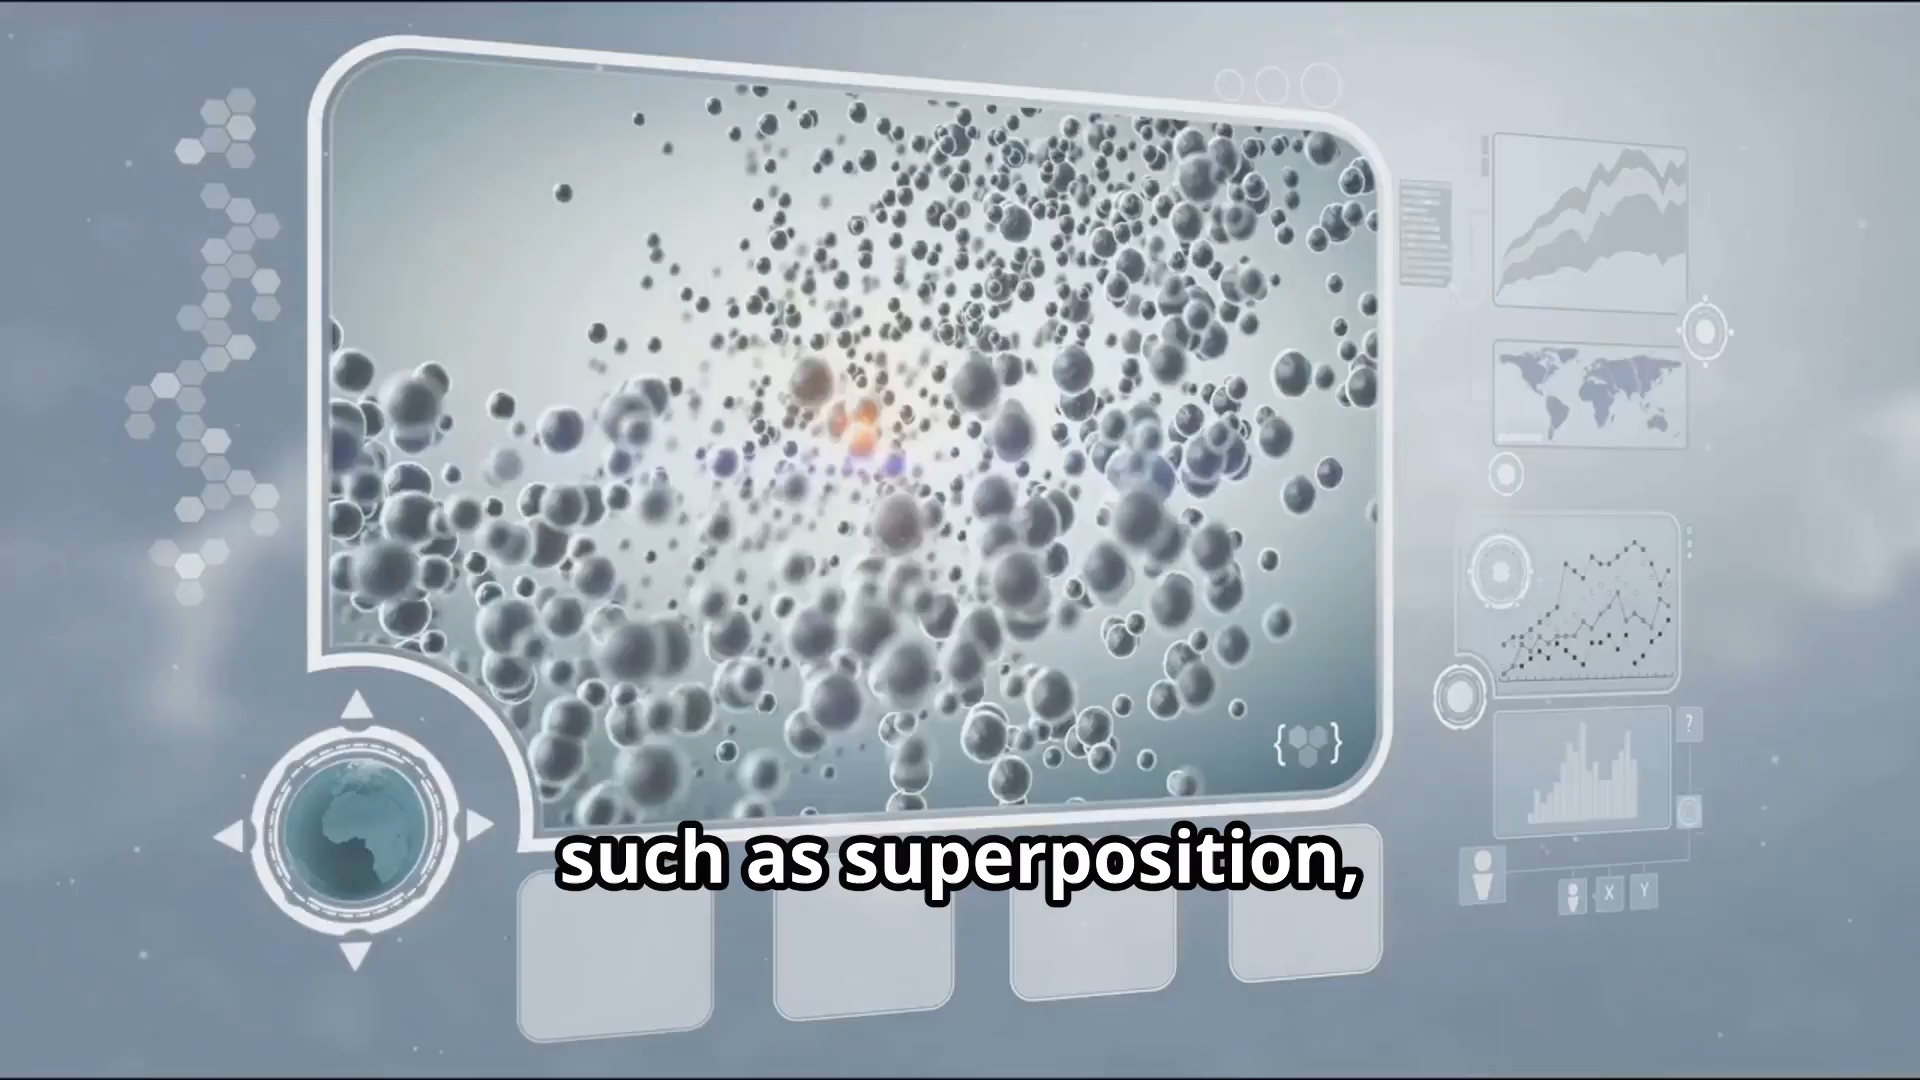 ?
X Y
such as superposition,